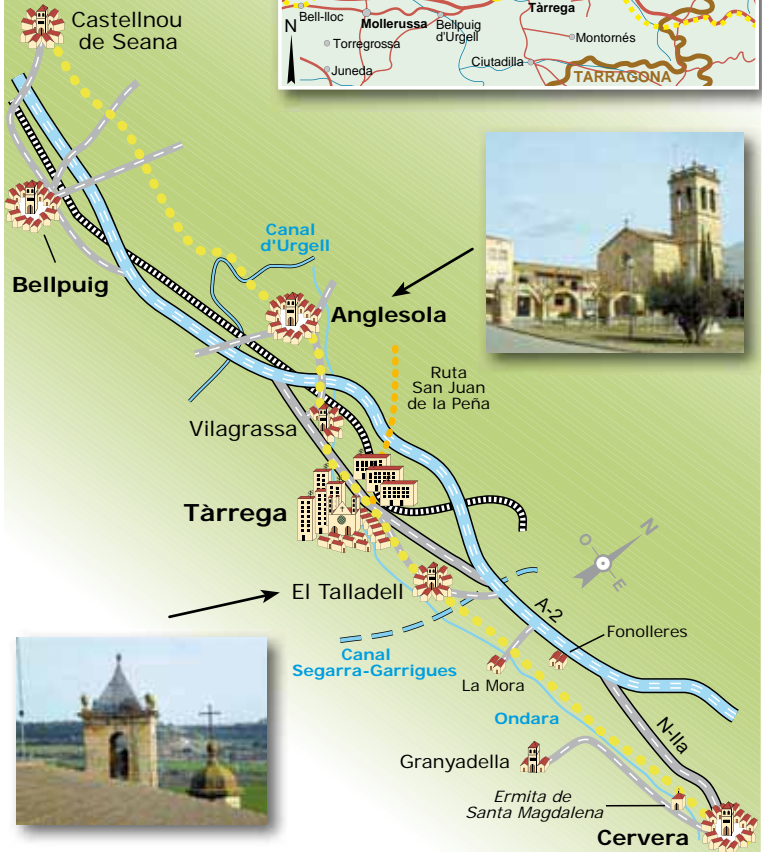 Castellnou
de Seana
Bell-lloc
Mollerussa
Bellpuig
d'Urgell
Tàrrega
N
Torregrossa
Montornés
Juneda
Ciutadilla
TARRAGONA
Bellpuig
Canal
d'Urgell
Anglesola
Ruta
San Juan
de la Peña
Vilagrassa
Tàrrega
N
O
E
El Talladell
A-2
Fonolleres
Canal
Segarra-Garrigues
La Mora
Ondara
N-IIa
Granyadella
Ermita de
Santa Magdalena
Cervera